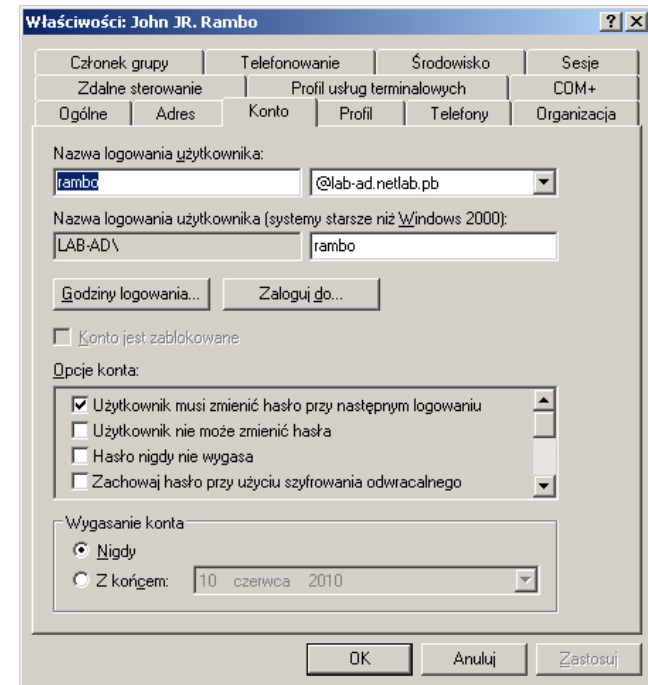 Właściwości: John JR. Rambo
Członek grupy Telefonowanie Środowisko Sesje
Zdalne sterowanie Profil usług terminalowych COM+
Ogólne Adres Konto Profil Telefony Organizacja
Nazwa logowania użytkownika:
rambo @lab-ad.netlab.pb
Nazwa logowania użytkownika (systemy starsze niż Windows 2000):
LAB-AD\ rambo
Godziny logowania... Zaloguj do...
Konto jest zablokowane
Opcje konta:
Użytkownik musi zmienić hasło przy następnym logowaniu
Użytkownik nie może zmienić hasła
Hasło nigdy nie wygasa
Zachowaj hasło przy użyciu szyfrowania odwracalnego
Wygasanie konta
Nigdy
Z końcem: 10 czerwca 2010
OK Anuluj Zastosuj